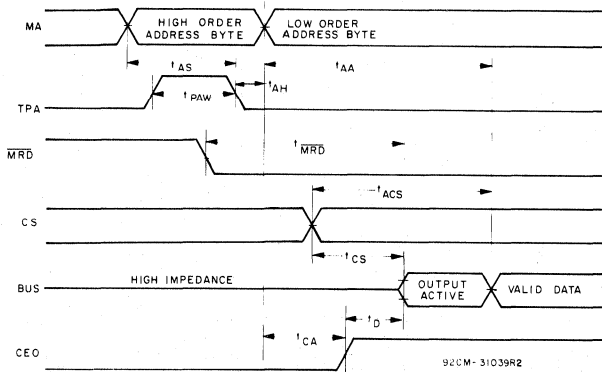 MA
HIGH ORDER
ADDRESS BYTE
LOW ORDER
ADDRESS BYTE
tAS
tAA
tAH
TPA
tPAW
MRD
tMRD
tACS
CS
tCS
BUS
HIGH IMPEDANCE
OUTPUT
ACTIVE
VALID DATA
tD
tCA
CEO
92CM-31039R2